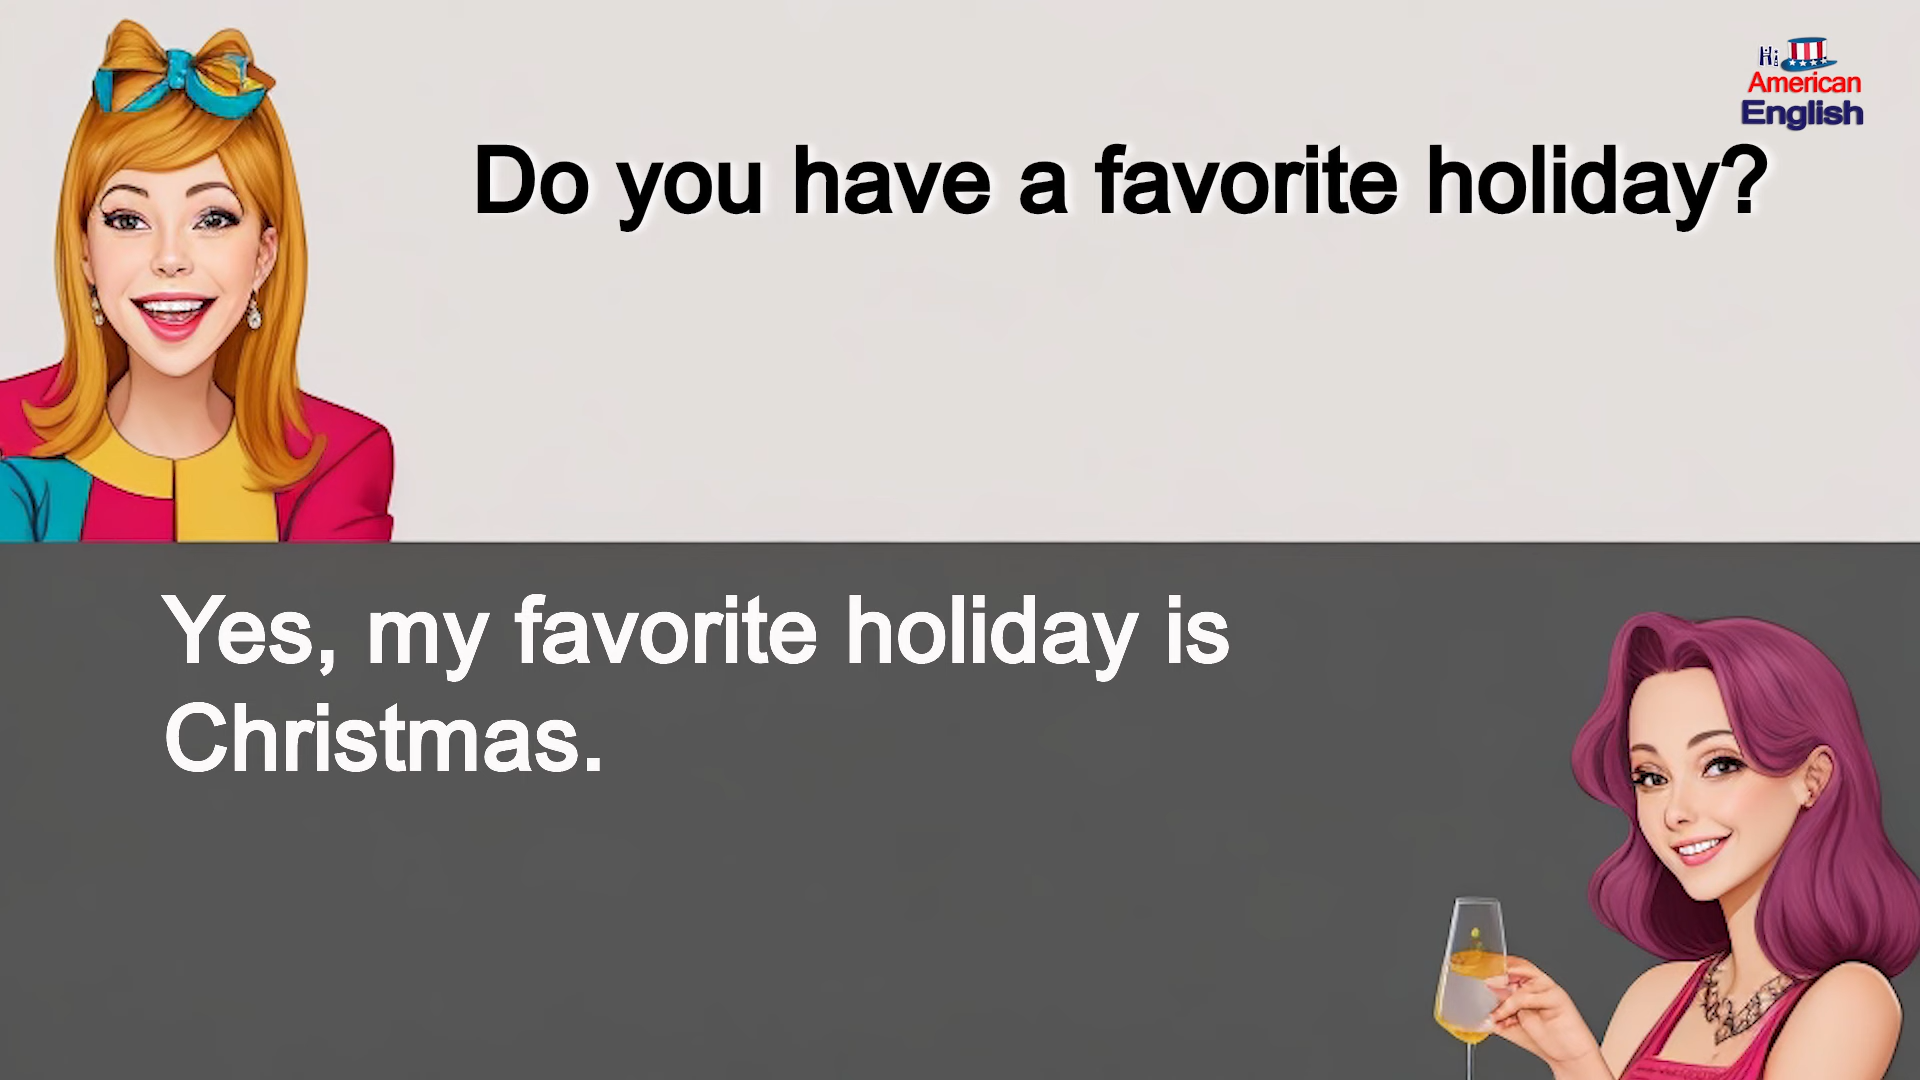 Hi
American
English
Do you have a favorite holiday?
Yes, my favorite holiday is
Christmas.